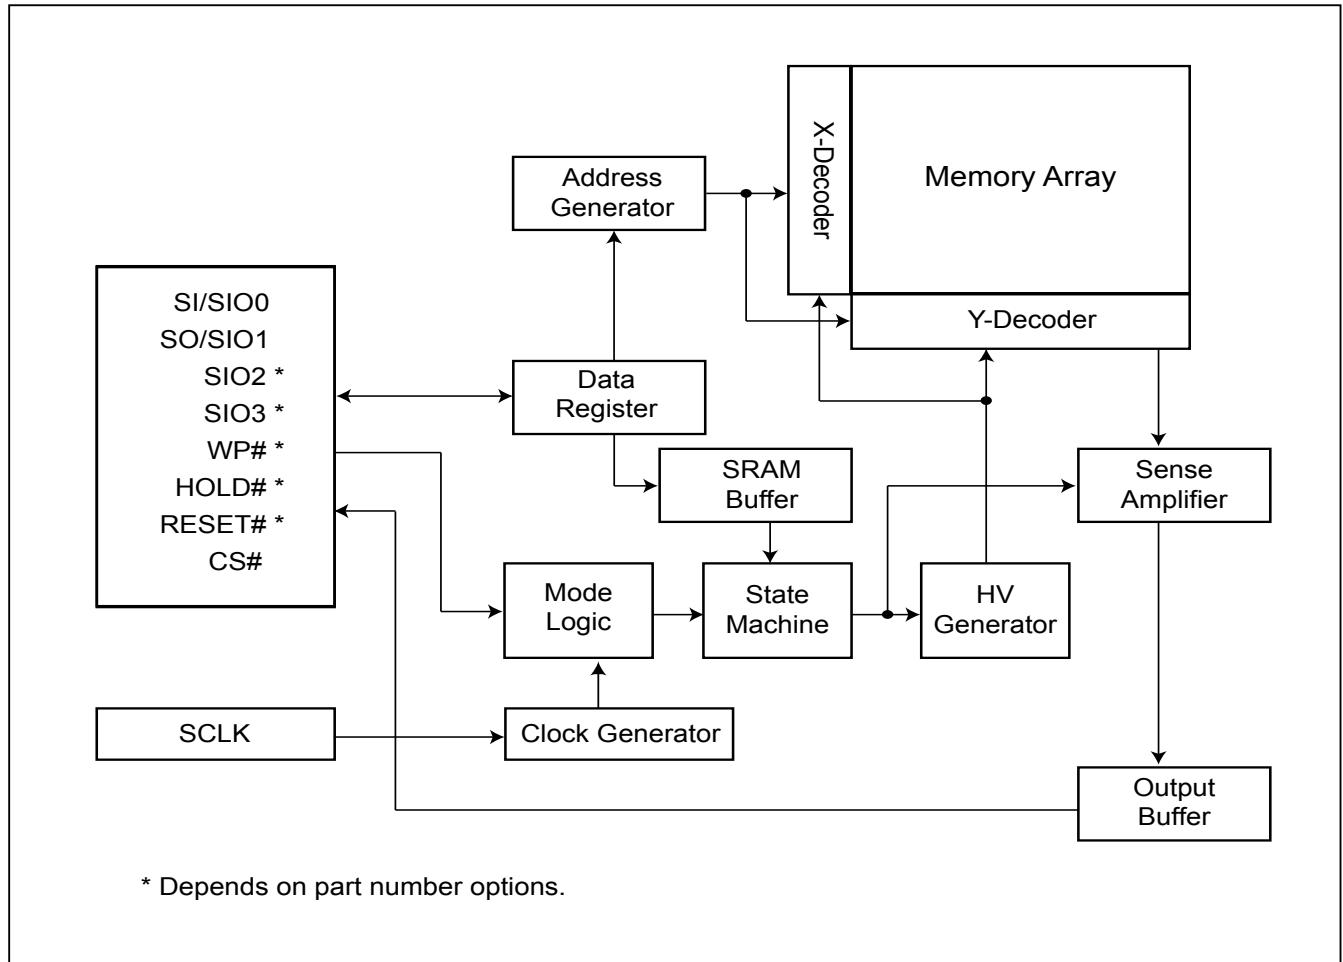 Address
Generator
X-Decoder
Memory Array
Y-Decoder
SI/SIO0
SO/SIO1
SIO2 *
SIO3 *
WP# *
HOLD# *
RESET# *
CS#
Data
Register
SRAM
Buffer
Sense
Amplifier
Mode
Logic
State
Machine
HV
Generator
SCLK
Clock Generator
Output
Buffer
* Depends on part number options.